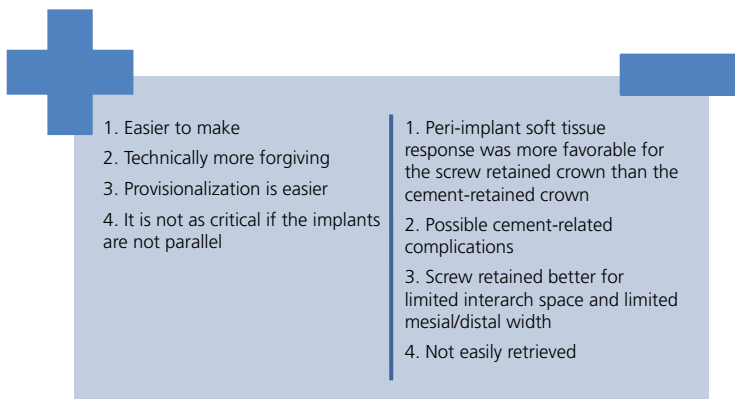 1. Easier to make
2. Technically more forgiving
3. Provisionalization is easier
4. It is not as critical if the implants
are not parallel
1. Peri-implant soft tissue
response was more favorable for
the screw retained crown than the
cement-retained crown
2. Possible cement-related
complications
3. Screw retained better for
limited interarch space and limited
mesial/distal width
4. Not easily retrieved